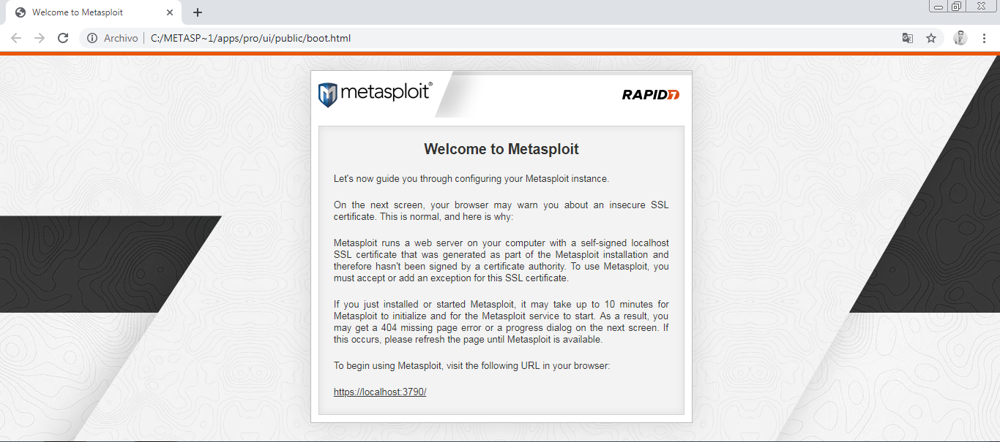 Welcome to Metasploit
Archivo C:/METASP~1/apps/pro/ui/public/boot.html
metasploit®
RAPID7
Welcome to Metasploit
Let's now guide you through configuring your Metasploit instance.
On the next screen, your browser may warn you about an insecure SSL
certificate. This is normal, and here is why:
Metasploit runs a web server on your computer with a self-signed localhost
SSL certificate that was generated as part of the Metasploit installation and
therefore hasn't been signed by a certificate authority. To use Metasploit, you
must accept or add an exception for this SSL certificate.
If you just installed or started Metasploit, it may take up to 10 minutes for
Metasploit to initialize and for the Metasploit service to start. As a result, you
may get a 404 missing page error or a progress dialog on the next screen. If
this occurs, please refresh the page until Metasploit is available.
To begin using Metasploit, visit the following URL in your browser:
https://localhost:3790/